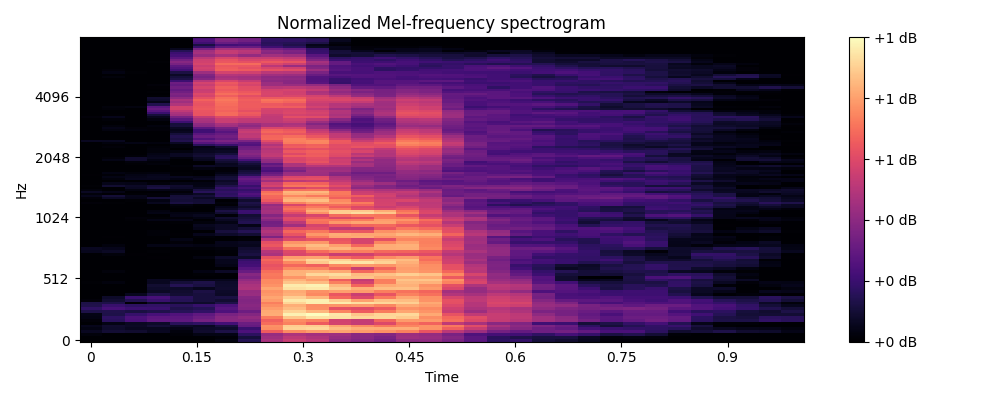 Normalized Mel-frequency spectrogram
+1 dB
4096
+1 dB
2048
+1 dB
Hz
1024
+0 dB
512
+0 dB
0
+0 dB
0 0.15 0.3 0.45 0.6 0.75 0.9
Time